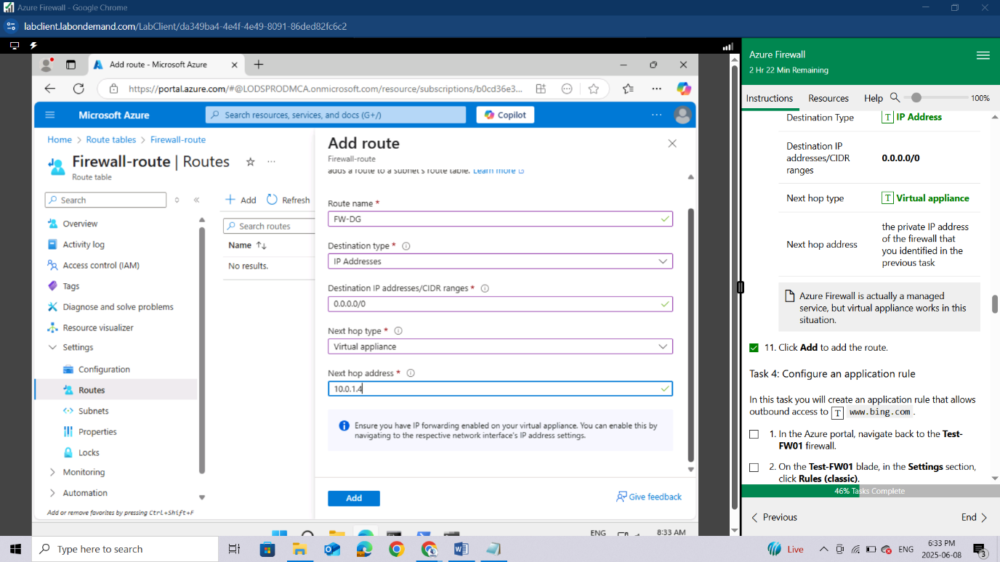 Azure Firewall - Google Chrome
labclient.labondemand.com/LabClient/da349ba4-4e4f-4e49-8091-86ded82fc6c2
Add route - Microsoft Azure
https://portal.azure.com/#@LODSPRODMCA.onmicrosoft.com/resource/subscriptions/b0cd36e3...
Microsoft Azure
Search resources, services, and docs (G+/)
Copilot
Home > Route tables > Firewall-route
Firewall-route | Routes
Route table
Search
Overview
Activity log
Access control (IAM)
Tags
Diagnose and solve problems
Resource visualizer
Settings
Configuration
Routes
Subnets
Properties
Locks
Monitoring
Automation
Add or remove favorites by pressing Ctrl+Shift+F
Add
Refresh
Search routes
Name ↑↓
No results.
Add route
Firewall-route
adds a route to a subnet's route table. Learn more
Route name *
FW-DG
Destination type *
IP Addresses
Destination IP addresses/CIDR ranges *
0.0.0.0/0
Next hop type *
Virtual appliance
Next hop address *
10.0.1.4
Ensure you have IP forwarding enabled on your virtual appliance. You can enable this by
navigating to the respective network interface's IP address settings.
Add
Give feedback
ENG
8:33 AM
Azure Firewall
2 Hr 22 Min Remaining
Instructions
Resources
Help
100%
Destination Type
T IP Address
Destination IP
addresses/CIDR
ranges
0.0.0.0/0
Next hop type
T Virtual appliance
Next hop address
the private IP address
of the firewall that
you identified in the
previous task
Azure Firewall is actually a managed
service, but virtual appliance works in this
situation.
11. Click Add to add the route.
Task 4: Configure an application rule
In this task you will create an application rule that allows
outbound access to T www.bing.com.
1. In the Azure portal, navigate back to the Test-
FW01 firewall.
2. On the Test-FW01 blade, in the Settings section,
click Rules (classic).
46% Tasks Complete
< Previous
End >
Type here to search
Live
ENG
6:33 PM
2025-06-08
3